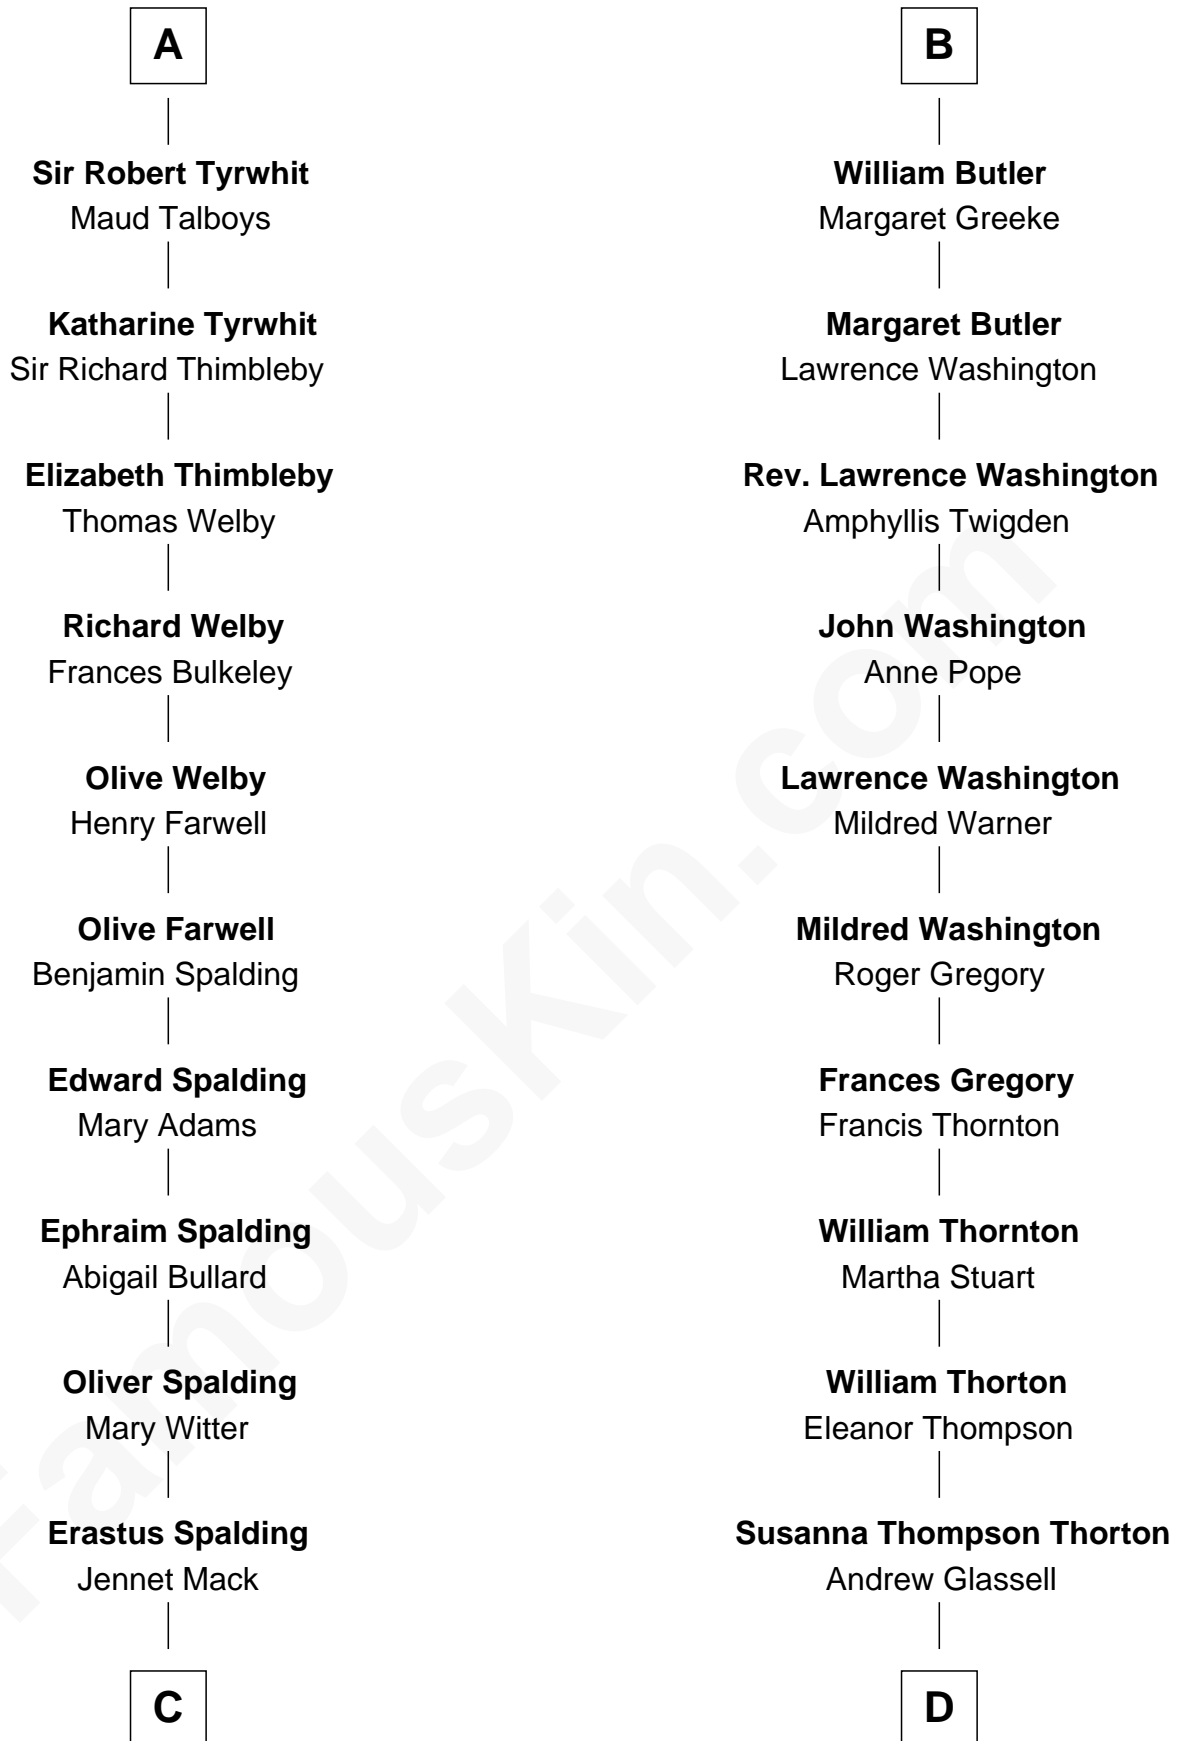 A
Sir Robert Tyrwhit
Maud Talboys
Katharine Tyrwhit
Sir Richard Thimbleby
Elizabeth Thimbleby
Thomas Welby
Richard Welby
Frances Bulkeley
Olive Welby
Henry Farwell
Olive Farwell
Benjamin Spalding
Edward Spalding
Mary Adams
Ephraim Spalding
Abigail Bullard
Oliver Spalding
Mary Witter
Erastus Spalding
Jennet Mack
C
B
William Butler
Margaret Greeke
Margaret Butler
Lawrence Washington
Rev. Lawrence Washington
Amphyllis Twigden
John Washington
Anne Pope
Lawrence Washington
Mildred Warner
Mildred Washington
Roger Gregory
Frances Gregory
Francis Thornton
William Thornton
Martha Stuart
William Thorton
Eleanor Thompson
Susanna Thompson Thorton
Andrew Glassell
D
FamousKin.com